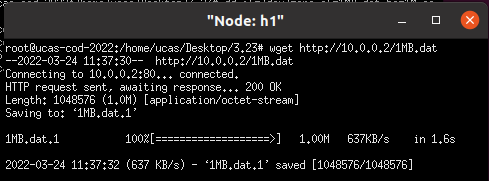 "Node: h1"
root@ucas-cod-2022:/home/ucas/Desktop/3.23# wget http://10.0.0.2/1MB.dat
--2022-03-24 11:37:30--  http://10.0.0.2/1MB.dat
Connecting to 10.0.0.2:80... connected.
HTTP request sent, awaiting response... 200 OK
Length: 1048576 (1.0M) [application/octet-stream]
Saving to: ‘1MB.dat.1’
1MB.dat.1           100%[===================>]   1.00M   637KB/s    in 1.6s
2022-03-24 11:37:32 (637 KB/s) - ‘1MB.dat.1’ saved [1048576/1048576]